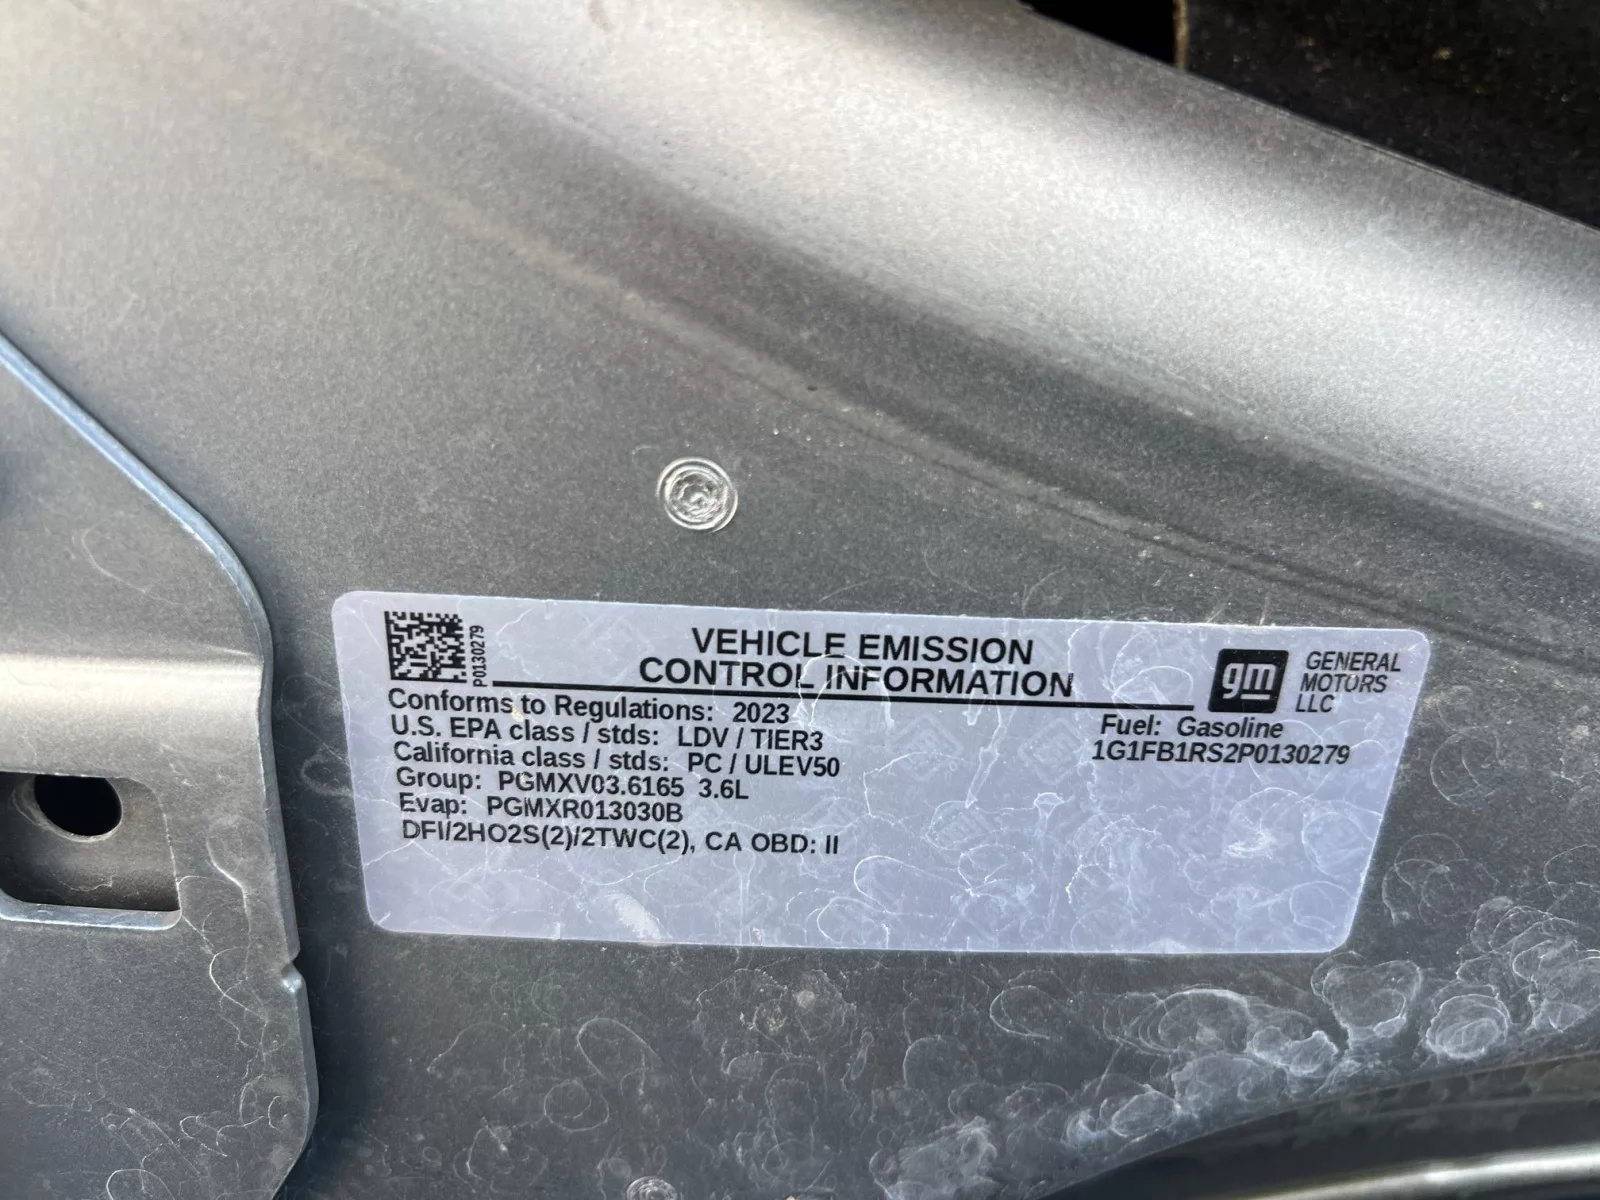 P0130279
VEHICLE EMISSION
CONTROL INFORMATION
gm
GENERAL
MOTORS
LLC
Conforms to Regulations: 2023
U.S. EPA class / stds: LDV / TIER3
California class / stds: PC / ULEV50
Group: PGMXV03.6165 3.6L
Evap: PGMXR013030B
DFI/2HO2S(2)/2TWC(2), CA OBD: II
Fuel: Gasoline
1G1FB1RS2P0130279